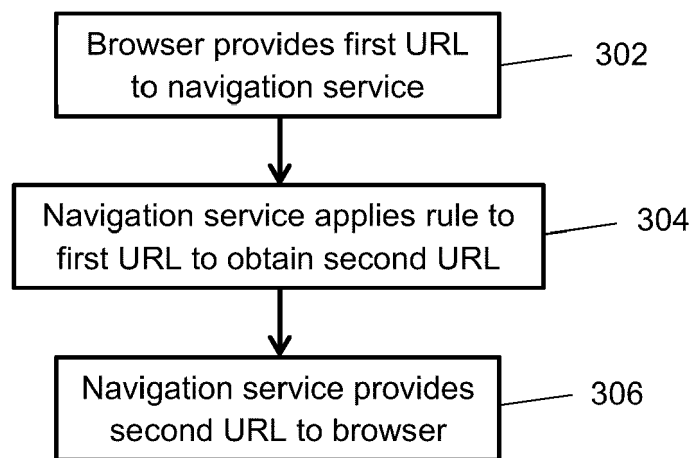 Browser provides first URL
to navigation service
302
Navigation service applies rule to
first URL to obtain second URL
304
Navigation service provides
second URL to browser
306